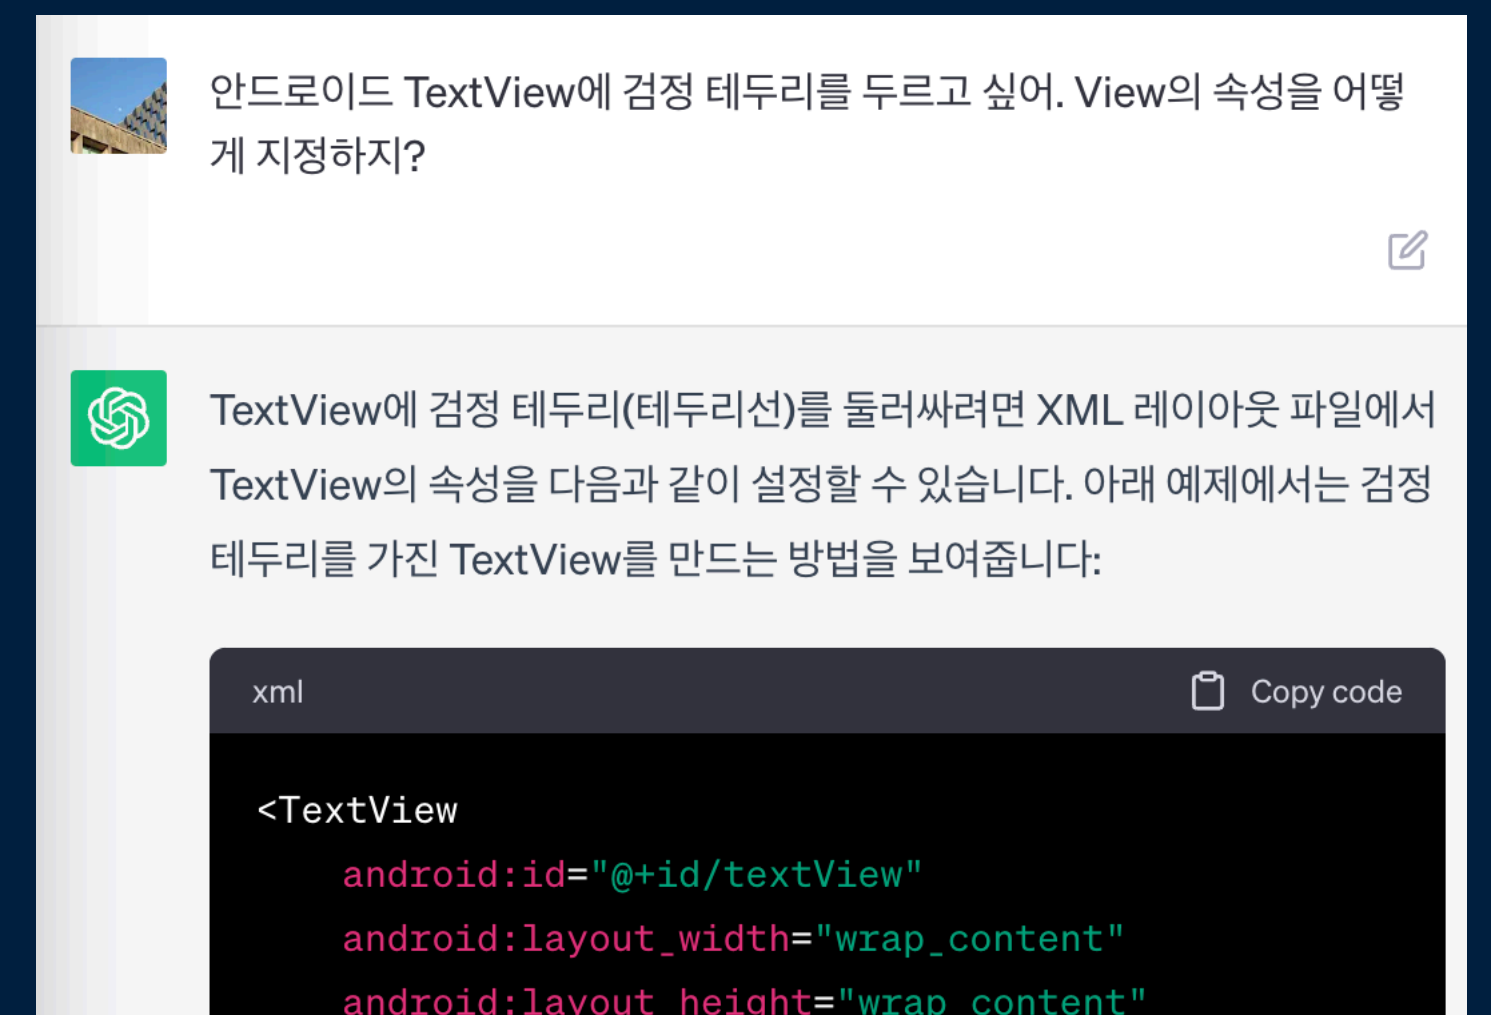 안드로이드 TextView에 검정 테두리를 두르고 싶어. View의 속성을 어떻
게 지정하지?
TextView에 검정 테두리(테두리선)를 둘러싸려면 XML 레이아웃 파일에서
TextView의 속성을 다음과 같이 설정할 수 있습니다. 아래 예제에서는 검정
테두리를 가진 TextView를 만드는 방법을 보여줍니다:
xml Copy code
<TextView
android:id="@+id/textView"
android:layout_width="wrap_content"
android:layout_height="wrap_content"